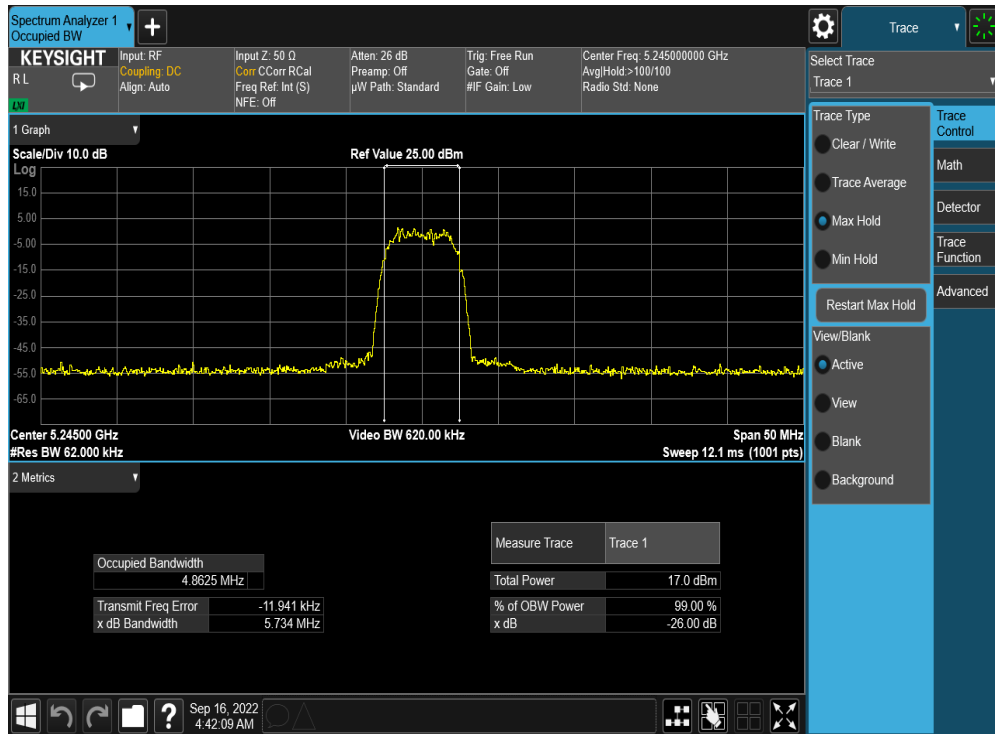 Spectrum Analyzer 1
Occupied BW
Trace
KEYSIGHT
R L
LXI
Input: RF
Coupling: DC
Align: Auto
Input Z: 50 Ω
Corr CCorr RCal
Freq Ref: Int (S)
NFE: Off
Atten: 26 dB
Preamp: Off
µW Path: Standard
Trig: Free Run
Gate: Off
#IF Gain: Low
Center Freq: 5.245000000 GHz
Avg|Hold:>100/100
Radio Std: None
Select Trace
Trace 1
1 Graph
Scale/Div 10.0 dB
Ref Value 25.00 dBm
Log
15.0
5.00
-5.00
-15.0
-25.0
-35.0
-45.0
-55.0
-65.0
Center 5.24500 GHz
#Res BW 62.000 kHz
Video BW 620.00 kHz
Span 50 MHz
Sweep 12.1 ms (1001 pts)
Trace Type
Clear / Write
Trace Average
Max Hold
Min Hold
Restart Max Hold
View/Blank
Active
View
Blank
Background
Trace
Control
Math
Detector
Trace
Function
Advanced
2 Metrics
Occupied Bandwidth
4.8625 MHz
Transmit Freq Error -11.941 kHz
x dB Bandwidth 5.734 MHz
Measure Trace Trace 1
Total Power 17.0 dBm
% of OBW Power 99.00 %
x dB -26.00 dB
?
Sep 16, 2022
4:42:09 AM